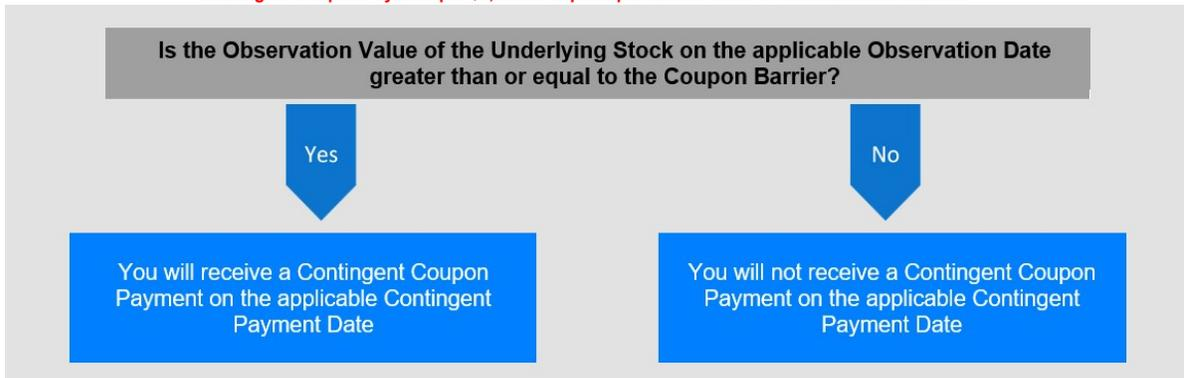 Is the Observation Value of the Underlying Stock on the applicable Observation Date
greater than or equal to the Coupon Barrier?
Yes
No
You will receive a Contingent Coupon
Payment on the applicable Contingent
Payment Date
You will not receive a Contingent Coupon
Payment on the applicable Contingent
Payment Date